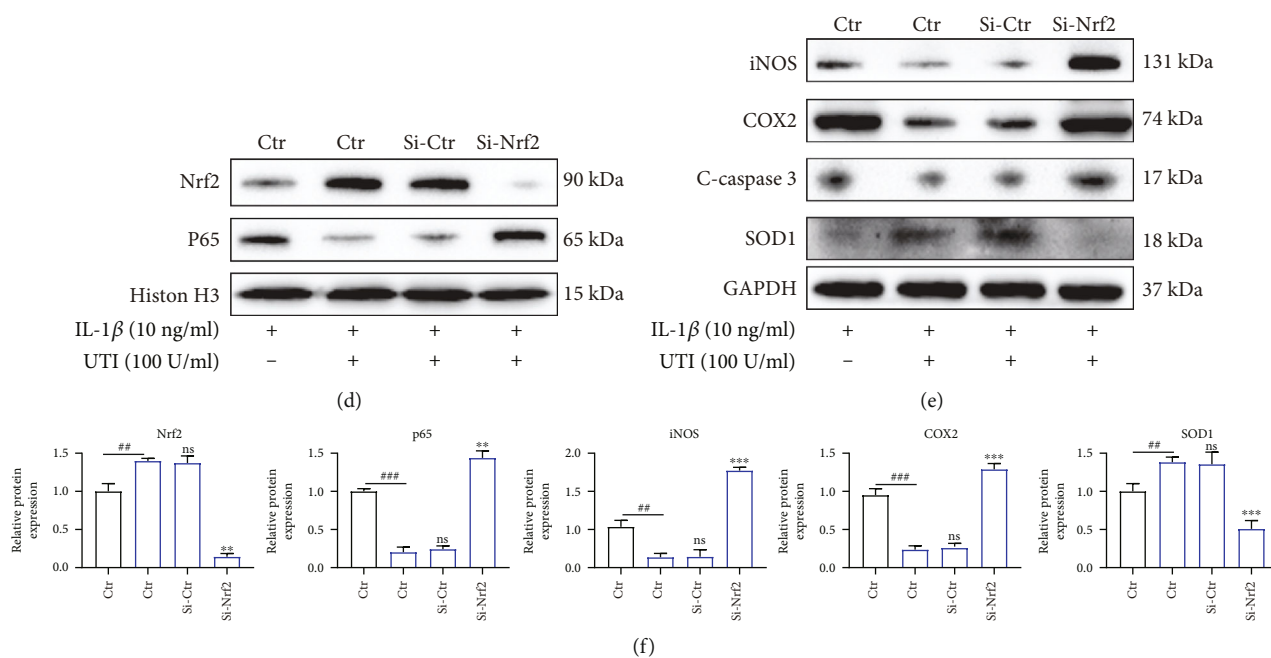 Ctr Ctr Si-Ctr Si-Nrf2
Nrf2 90 kDa
P65 65 kDa
Histon H3 15 kDa
IL-1β (10 ng/ml) + + + +
UTI (100 U/ml) − + + +
(d)
Ctr Ctr Si-Ctr Si-Nrf2
iNOS 131 kDa
COX2 74 kDa
C-caspase 3 17 kDa
SOD1 18 kDa
GAPDH 37 kDa
IL-1β (10 ng/ml) + + + +
UTI (100 U/ml) − + + +
(e)
Nrf2
Relative protein
expression
1.5
1.0
0.5
0.0
##
ns
**
Ctr
Ctr
Si-Ctr
Si-Nrf2
p65
Relative protein
expression
1.5
1.0
0.5
0.0
###
ns
**
Ctr
Ctr
Si-Ctr
Si-Nrf2
iNOS
Relative protein
expression
2.0
1.5
1.0
0.5
0.0
##
ns
***
Ctr
Ctr
Si-Ctr
Si-Nrf2
COX2
Relative protein
expression
1.5
1.0
0.5
0.0
###
ns
***
Ctr
Ctr
Si-Ctr
Si-Nrf2
SOD1
Relative protein
expression
1.5
1.0
0.5
0.0
##
ns
***
Ctr
Ctr
Si-Ctr
Si-Nrf2
(f)